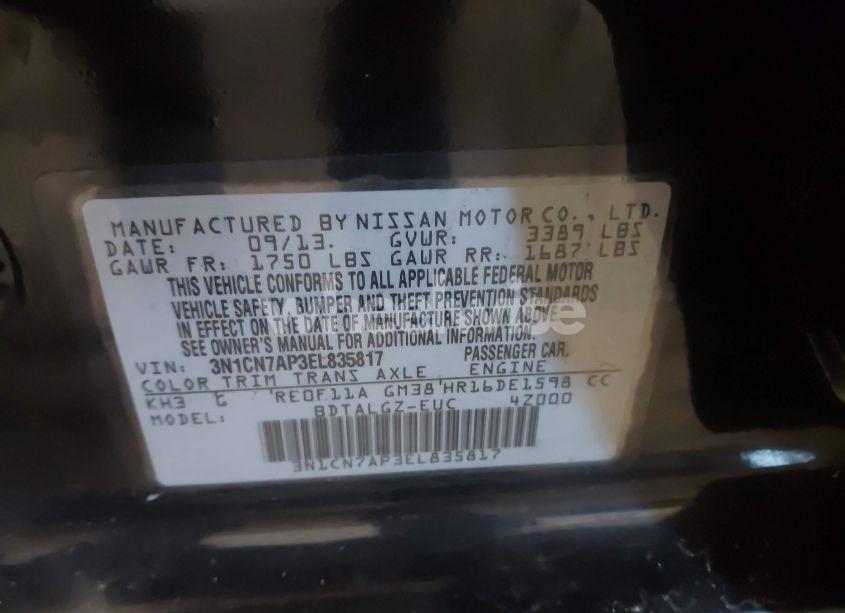 MANUFACTURED BY NISSAN MOTOR CO., LTD.
DATE: 09/13. GVWR: 3389 LBS
GAWR FR: 1750 LBS GAWR RR: 1687 LBS
THIS VEHICLE CONFORMS TO ALL APPLICABLE FEDERAL MOTOR
VEHICLE SAFETY, BUMPER AND THEFT PREVENTION STANDARDS
IN EFFECT ON THE DATE OF MANUFACTURE SHOWN ABOVE.
SEE OWNER'S MANUAL FOR ADDITIONAL INFORMATION.
VIN: 3N1CN7AP3EL835817 PASSENGER CAR.
COLOR TRIM TRANS AXLE ENGINE
KH3 G RE0F11A GM38 HR16DE1598 CC
MODEL: BDTALGZ-EUC 4Z000
3N1CN7AP3EL835817